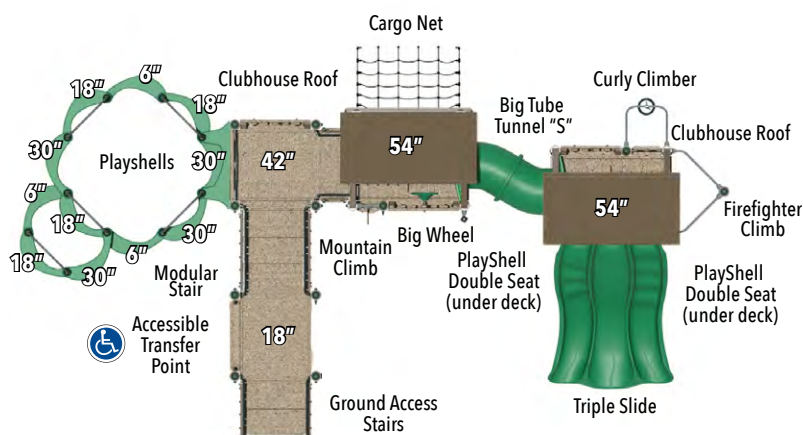 Cargo Net
Clubhouse Roof
Curly Climber
Big Tube
Tunnel "S"
Clubhouse Roof
Playshells
18"
6"
18"
30"
30"
6"
18"
6"
30"
18"
30"
42"
54"
54"
Firefighter
Climb
Mountain
Climb
Big Wheel
PlayShell
Double Seat
(under deck)
PlayShell
Double Seat
(under deck)
Modular
Stair
Accessible
Transfer
Point
18"
Ground Access
Stairs
Triple Slide